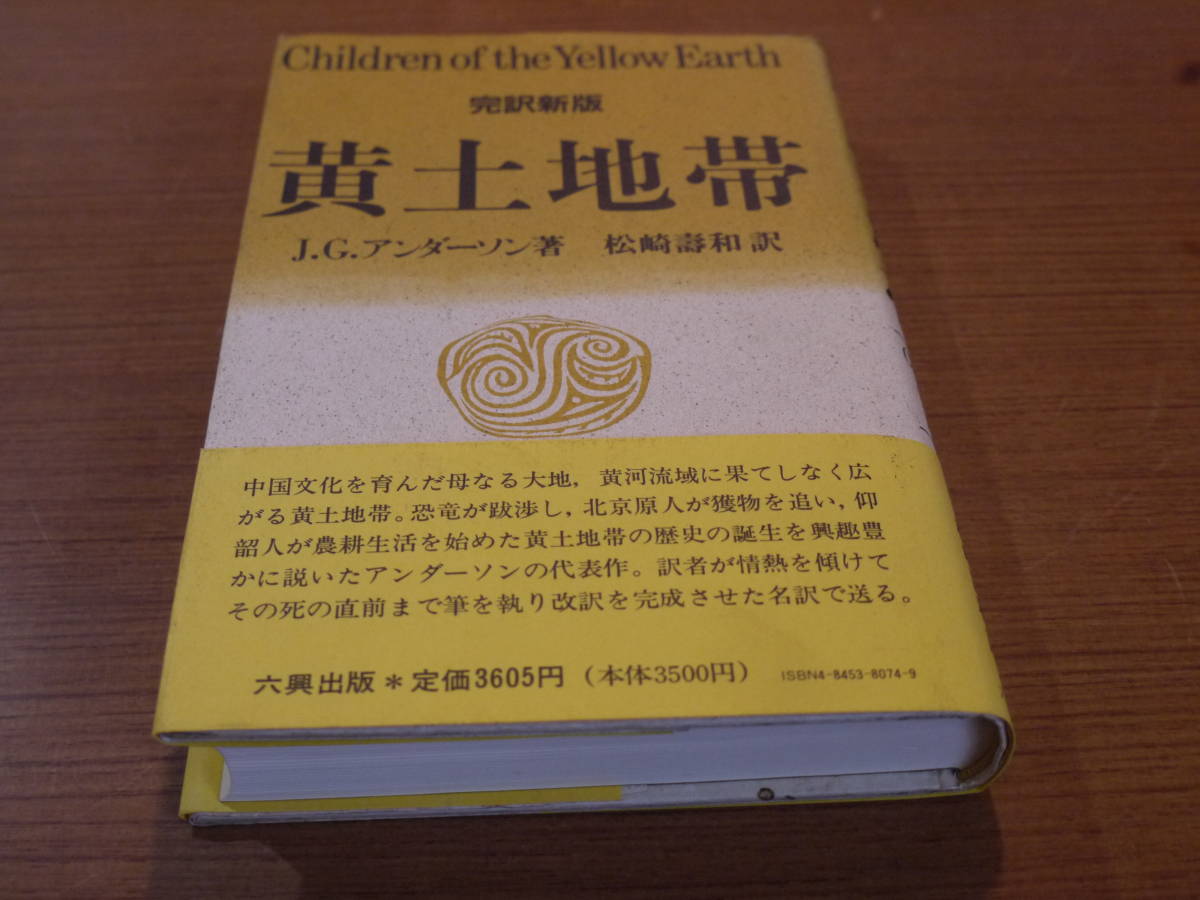 Children of the Yellow Earth
完訳新版
黄土地帯
J.G.アンダーソン著 松崎壽和訳
中国文化を育んだ母なる大地，黄河流域に果てしなく広
がる黄土地帯。恐竜が跋渉し，北京原人が獲物を追い，仰
韶人が農耕生活を始めた黄土地帯の歴史の誕生を興趣豊
かに説いたアンダーソンの代表作。訳者が情熱を傾けて
その死の直前まで筆を執り改訳を完成させた名訳で送る。
六興出版＊定価3605円（本体3500円） ISBN4-8453-8074-9